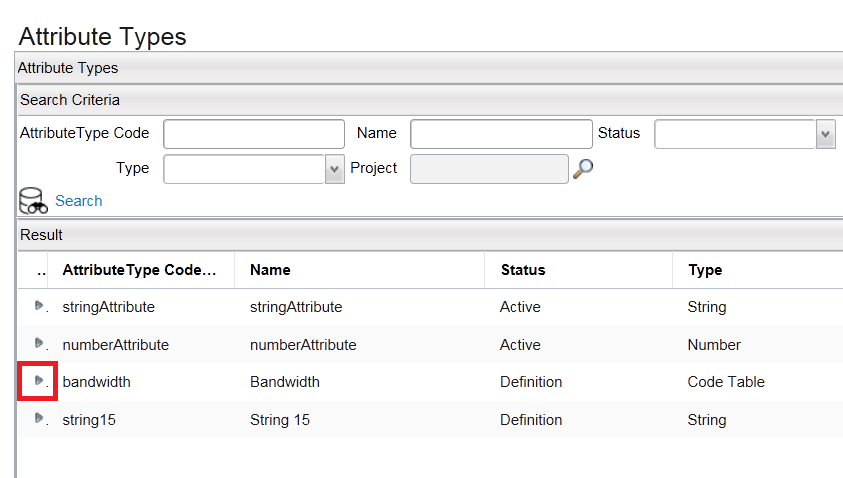 Attribute Types
Attribute Types
Search Criteria
AttributeType Code Name Status
Type Project
Search
Result
.. AttributeType Code... Name Status Type
stringAttribute stringAttribute Active String
numberAttribute numberAttribute Active Number
bandwidth Bandwidth Definition Code Table
string15 String 15 Definition String